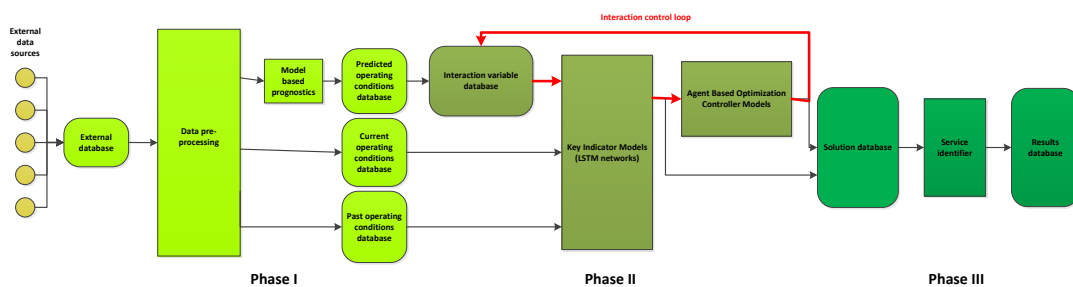 Interaction control loop
External
data
sources
External
database
Data pre-
processing
Model
based
prognostics
Predicted
operating
conditions
database
Interaction variable
database
Current
operating
conditions
database
Past operating
conditions
database
Key Indicator Models
(LSTM networks)
Agent Based Optimization
Controller Models
Solution database
Service
identifier
Results
database
Phase I
Phase II
Phase III